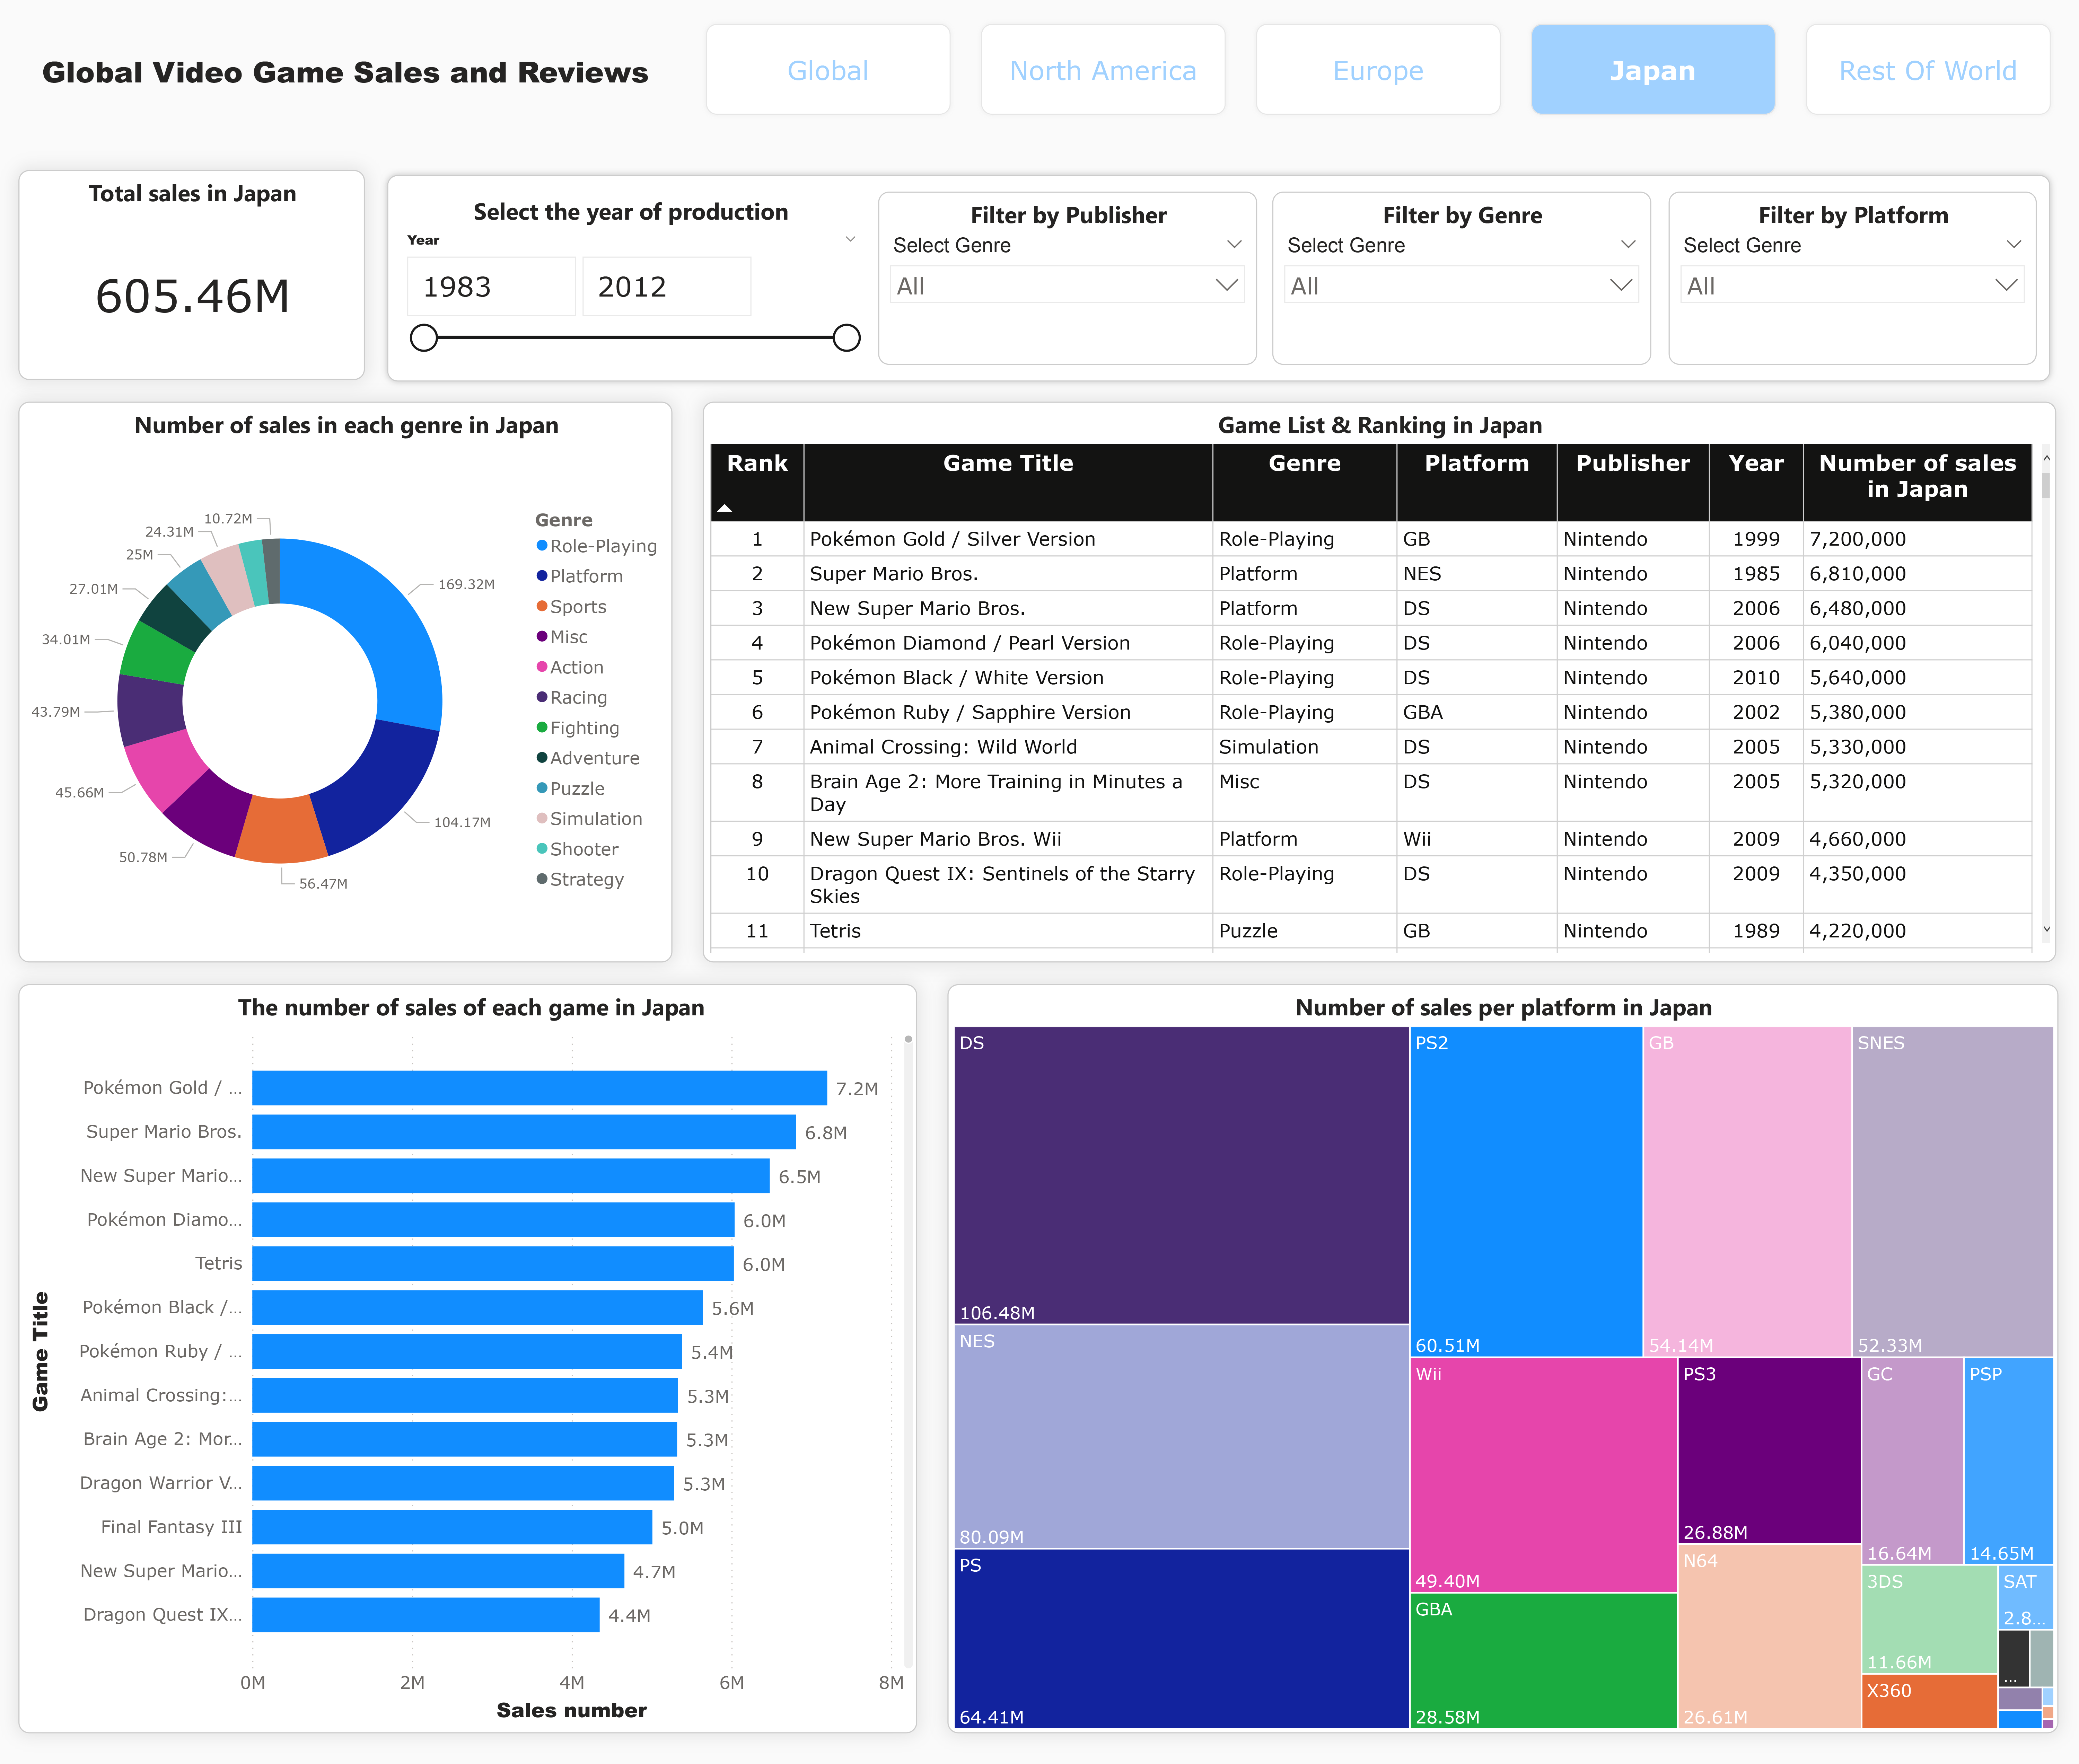 Global Video Game Sales and Reviews
Global
North America
Europe
Japan
Rest Of World
Total sales in Japan
605.46M
Select the year of production
Year
1983
2012
Filter by Publisher
Select Genre
All
Filter by Genre
Select Genre
All
Filter by Platform
Select Genre
All
Number of sales in each genre in Japan
10.72M
24.31M
25M
27.01M
34.01M
43.79M
45.66M
50.78M
56.47M
104.17M
169.32M
Genre
Role-Playing
Platform
Sports
Misc
Action
Racing
Fighting
Adventure
Puzzle
Simulation
Shooter
Strategy
Game List & Ranking in Japan
Rank Game Title Genre Platform Publisher Year Number of sales
in Japan
1 Pokémon Gold / Silver Version Role-Playing GB Nintendo 1999 7,200,000
2 Super Mario Bros. Platform NES Nintendo 1985 6,810,000
3 New Super Mario Bros. Platform DS Nintendo 2006 6,480,000
4 Pokémon Diamond / Pearl Version Role-Playing DS Nintendo 2006 6,040,000
5 Pokémon Black / White Version Role-Playing DS Nintendo 2010 5,640,000
6 Pokémon Ruby / Sapphire Version Role-Playing GBA Nintendo 2002 5,380,000
7 Animal Crossing: Wild World Simulation DS Nintendo 2005 5,330,000
8 Brain Age 2: More Training in Minutes a Misc DS Nintendo 2005 5,320,000
Day
9 New Super Mario Bros. Wii Platform Wii Nintendo 2009 4,660,000
10 Dragon Quest IX: Sentinels of the Starry Role-Playing DS Nintendo 2009 4,350,000
Skies
11 Tetris Puzzle GB Nintendo 1989 4,220,000
The number of sales of each game in Japan
Game Title
Pokémon Gold / ... 7.2M
Super Mario Bros. 6.8M
New Super Mario... 6.5M
Pokémon Diamo... 6.0M
Tetris 6.0M
Pokémon Black /... 5.6M
Pokémon Ruby / ... 5.4M
Animal Crossing:... 5.3M
Brain Age 2: Mor... 5.3M
Dragon Warrior V... 5.3M
Final Fantasy III 5.0M
New Super Mario... 4.7M
Dragon Quest IX... 4.4M
0M 2M 4M 6M 8M
Sales number
Number of sales per platform in Japan
DS
106.48M
NES
80.09M
PS
64.41M
PS2
60.51M
GB
54.14M
SNES
52.33M
Wii
49.40M
GBA
28.58M
PS3
26.88M
N64
26.61M
GC
16.64M
PSP
14.65M
3DS
11.66M
X360
SAT
2.8...
...